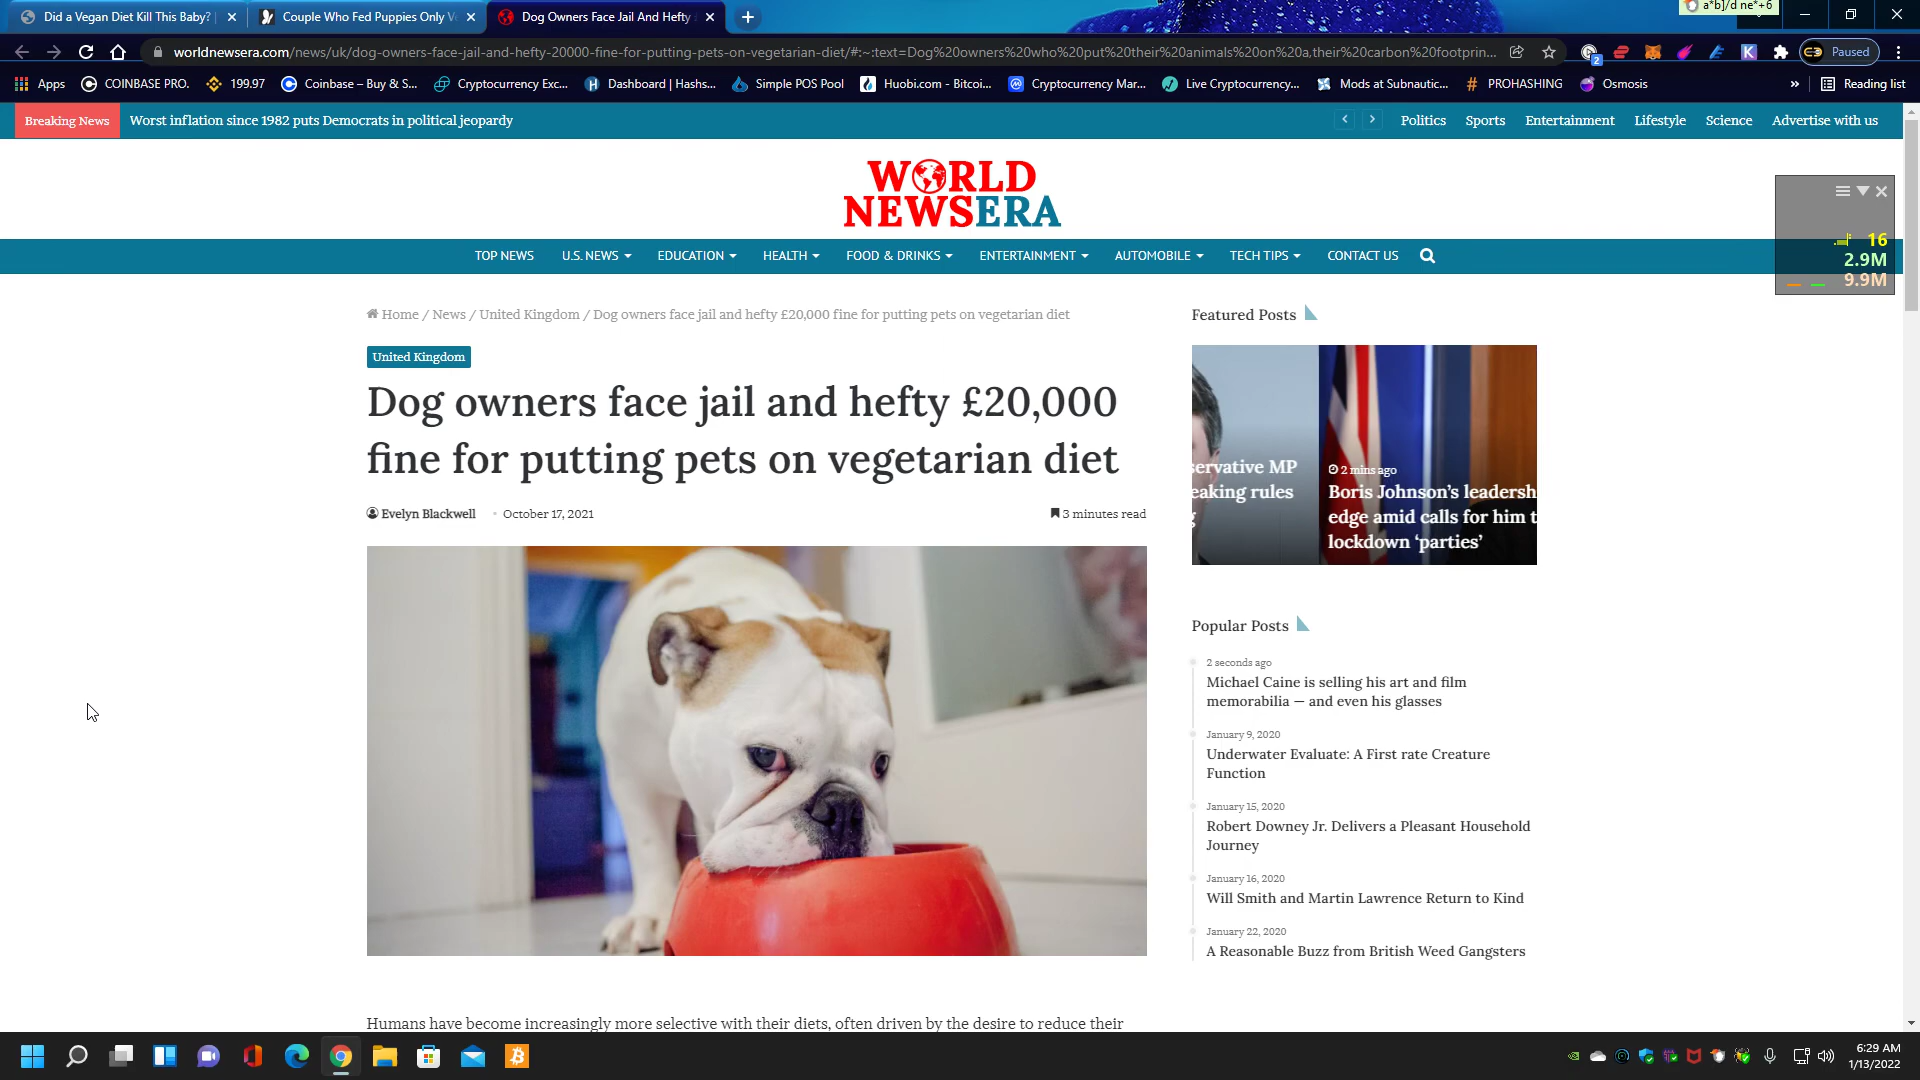 Did a Vegan Diet Kill This Baby?
Couple Who Fed Puppies Only V
Dog Owners Face Jail And Hefty
a*b]/d ne*+6
worldnewsera.com/news/uk/dog-owners-face-jail-and-hefty-20000-fine-for-putting-pets-on-vegetarian-diet/#:~:text=Dog%20owners%20who%20put%20their%20animals%20on%20a,their%20carbon%20footprin...
2
Paused
Apps
COINBASE PRO.
199.97
Coinbase – Buy & S...
Cryptocurrency Exc...
Dashboard | Hashs...
Simple POS Pool
Huobi.com - Bitcoi...
Cryptocurrency Mar...
Live Cryptocurrency...
Mods at Subnautic...
PROHASHING
Osmosis
»
Reading list
Breaking News
Worst inflation since 1982 puts Democrats in political jeopardy
Politics
Sports
Entertainment
Lifestyle
Science
Advertise with us
WORLD
NEWSERA
16
2.9M
9.9M
TOP NEWS
U.S. NEWS
EDUCATION
HEALTH
FOOD & DRINKS
ENTERTAINMENT
AUTOMOBILE
TECH TIPS
CONTACT US
Home / News / United Kingdom / Dog owners face jail and hefty £20,000 fine for putting pets on vegetarian diet
United Kingdom
Dog owners face jail and hefty £20,000
fine for putting pets on vegetarian diet
Evelyn Blackwell
October 17, 2021
3 minutes read
Humans have become increasingly more selective with their diets, often driven by the desire to reduce their
Featured Posts
servative MP
eaking rules
g
2 mins ago
Boris Johnson's leadersh
edge amid calls for him t
lockdown 'parties'
Popular Posts
2 seconds ago
Michael Caine is selling his art and film
memorabilia — and even his glasses
January 9, 2020
Underwater Evaluate: A First rate Creature
Function
January 15, 2020
Robert Downey Jr. Delivers a Pleasant Household
Journey
January 16, 2020
Will Smith and Martin Lawrence Return to Kind
January 22, 2020
A Reasonable Buzz from British Weed Gangsters
6:29 AM
1/13/2022